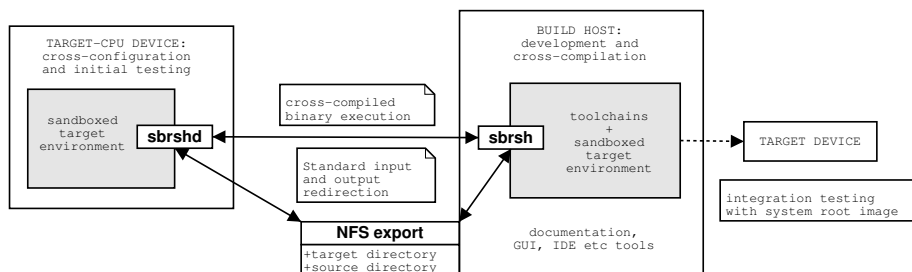 TARGET-CPU DEVICE:
cross-configuration
and initial testing
sandboxed
target
environment
sbrshd
cross-compiled
binary execution
Standard input
and output
redirection
NFS export
+target directory
+source directory
BUILD HOST:
development and
cross-compilation
sbrsh
toolchains
+
sandboxed
target
environment
documentation,
GUI, IDE etc tools
TARGET DEVICE
integration testing
with system root image